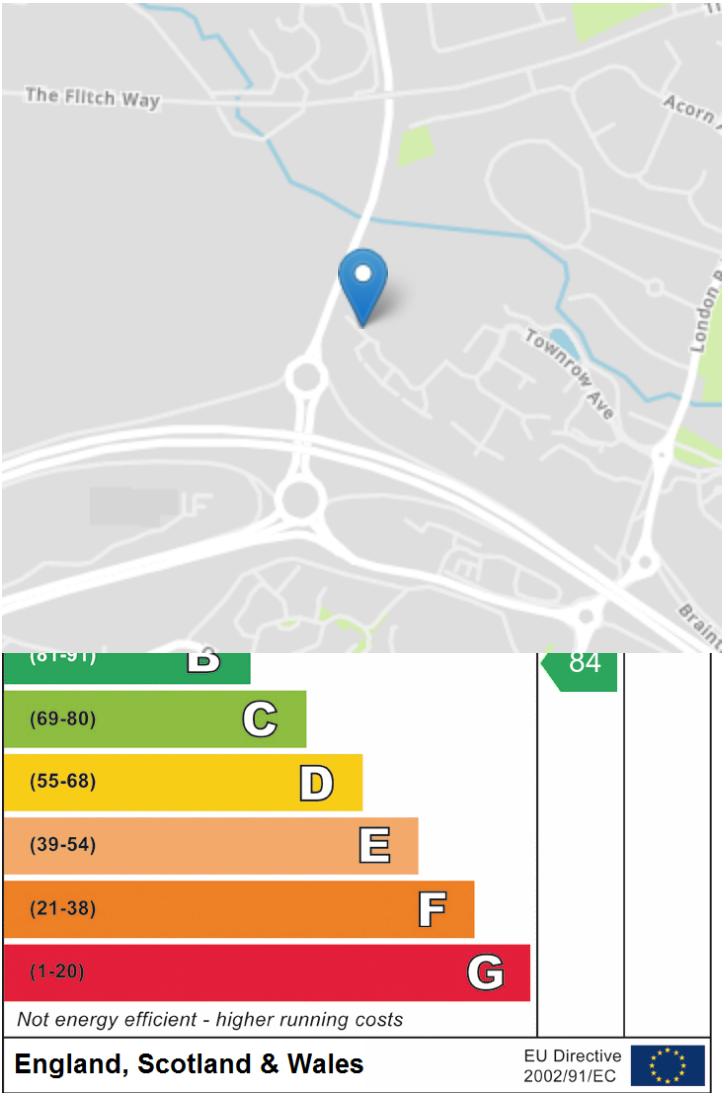 The Flitch Way
Acorn
London
Townrow Ave
(81-91) B 84
(69-80) C
(55-68) D
(39-54) E
(21-38) F
(1-20) G
Not energy efficient - higher running costs
England, Scotland & Wales
EU Directive
2002/91/EC